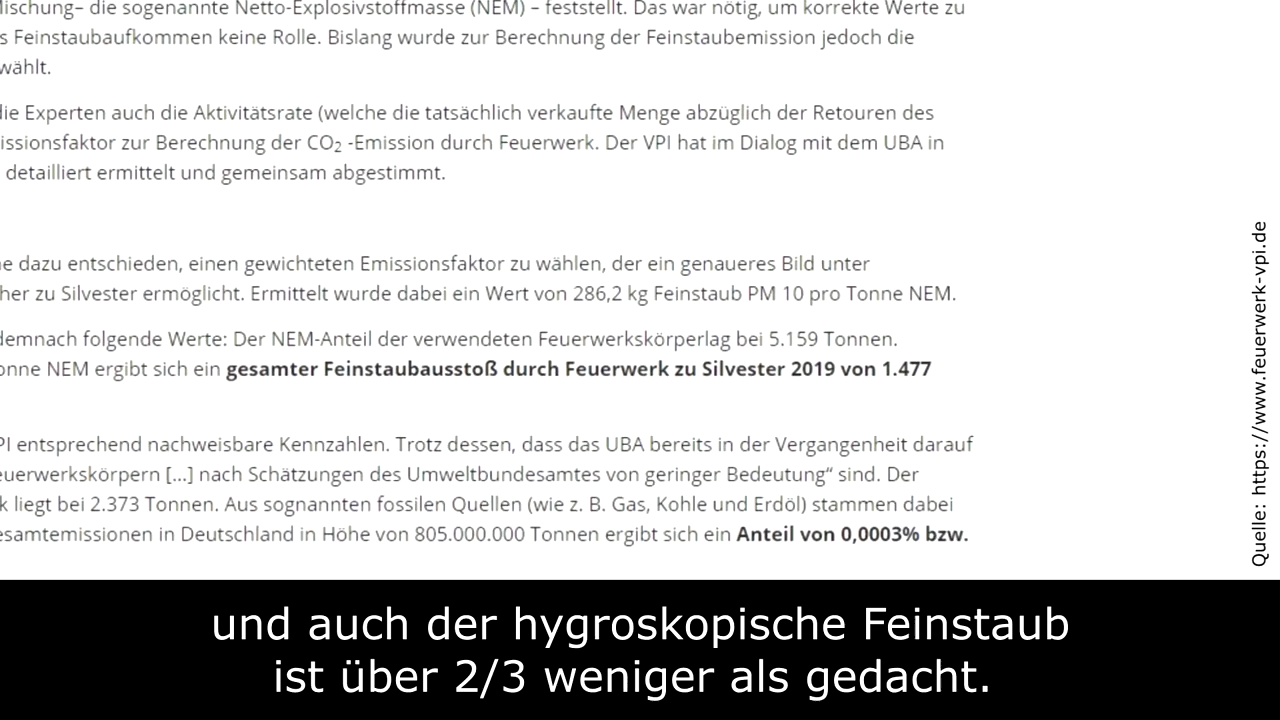 Mischung– die sogenannte Netto-Explosivstoffmasse (NEM) – feststellt. Das war nötig, um korrekte Werte zu
s Feinstaubaufkommen keine Rolle. Bislang wurde zur Berechnung der Feinstaubemission jedoch die
wählt.
die Experten auch die Aktivitätsrate (welche die tatsächlich verkaufte Menge abzüglich der Retouren des
issionsfaktor zur Berechnung der CO₂ -Emission durch Feuerwerk. Der VPI hat im Dialog mit dem UBA in
detailliert ermittelt und gemeinsam abgestimmt.
ne dazu entschieden, einen gewichteten Emissionsfaktor zu wählen, der ein genaueres Bild unter
her zu Silvester ermöglicht. Ermittelt wurde dabei ein Wert von 286,2 kg Feinstaub PM 10 pro Tonne NEM.
demnach folgende Werte: Der NEM-Anteil der verwendeten Feuerwerkskörperlag bei 5.159 Tonnen.
onne NEM ergibt sich ein gesamter Feinstaubausstoß durch Feuerwerk zu Silvester 2019 von 1.477
PI entsprechend nachweisbare Kennzahlen. Trotz dessen, dass das UBA bereits in der Vergangenheit darauf
euerwerkskörpern [...] nach Schätzungen des Umweltbundesamtes von geringer Bedeutung“ sind. Der
k liegt bei 2.373 Tonnen. Aus sognannten fossilen Quellen (wie z. B. Gas, Kohle und Erdöl) stammen dabei
esamtemissionen in Deutschland in Höhe von 805.000.000 Tonnen ergibt sich ein Anteil von 0,0003% bzw.
Quelle: https://www.feuerwerk-vpi.de
und auch der hygroskopische Feinstaub
ist über 2/3 weniger als gedacht.